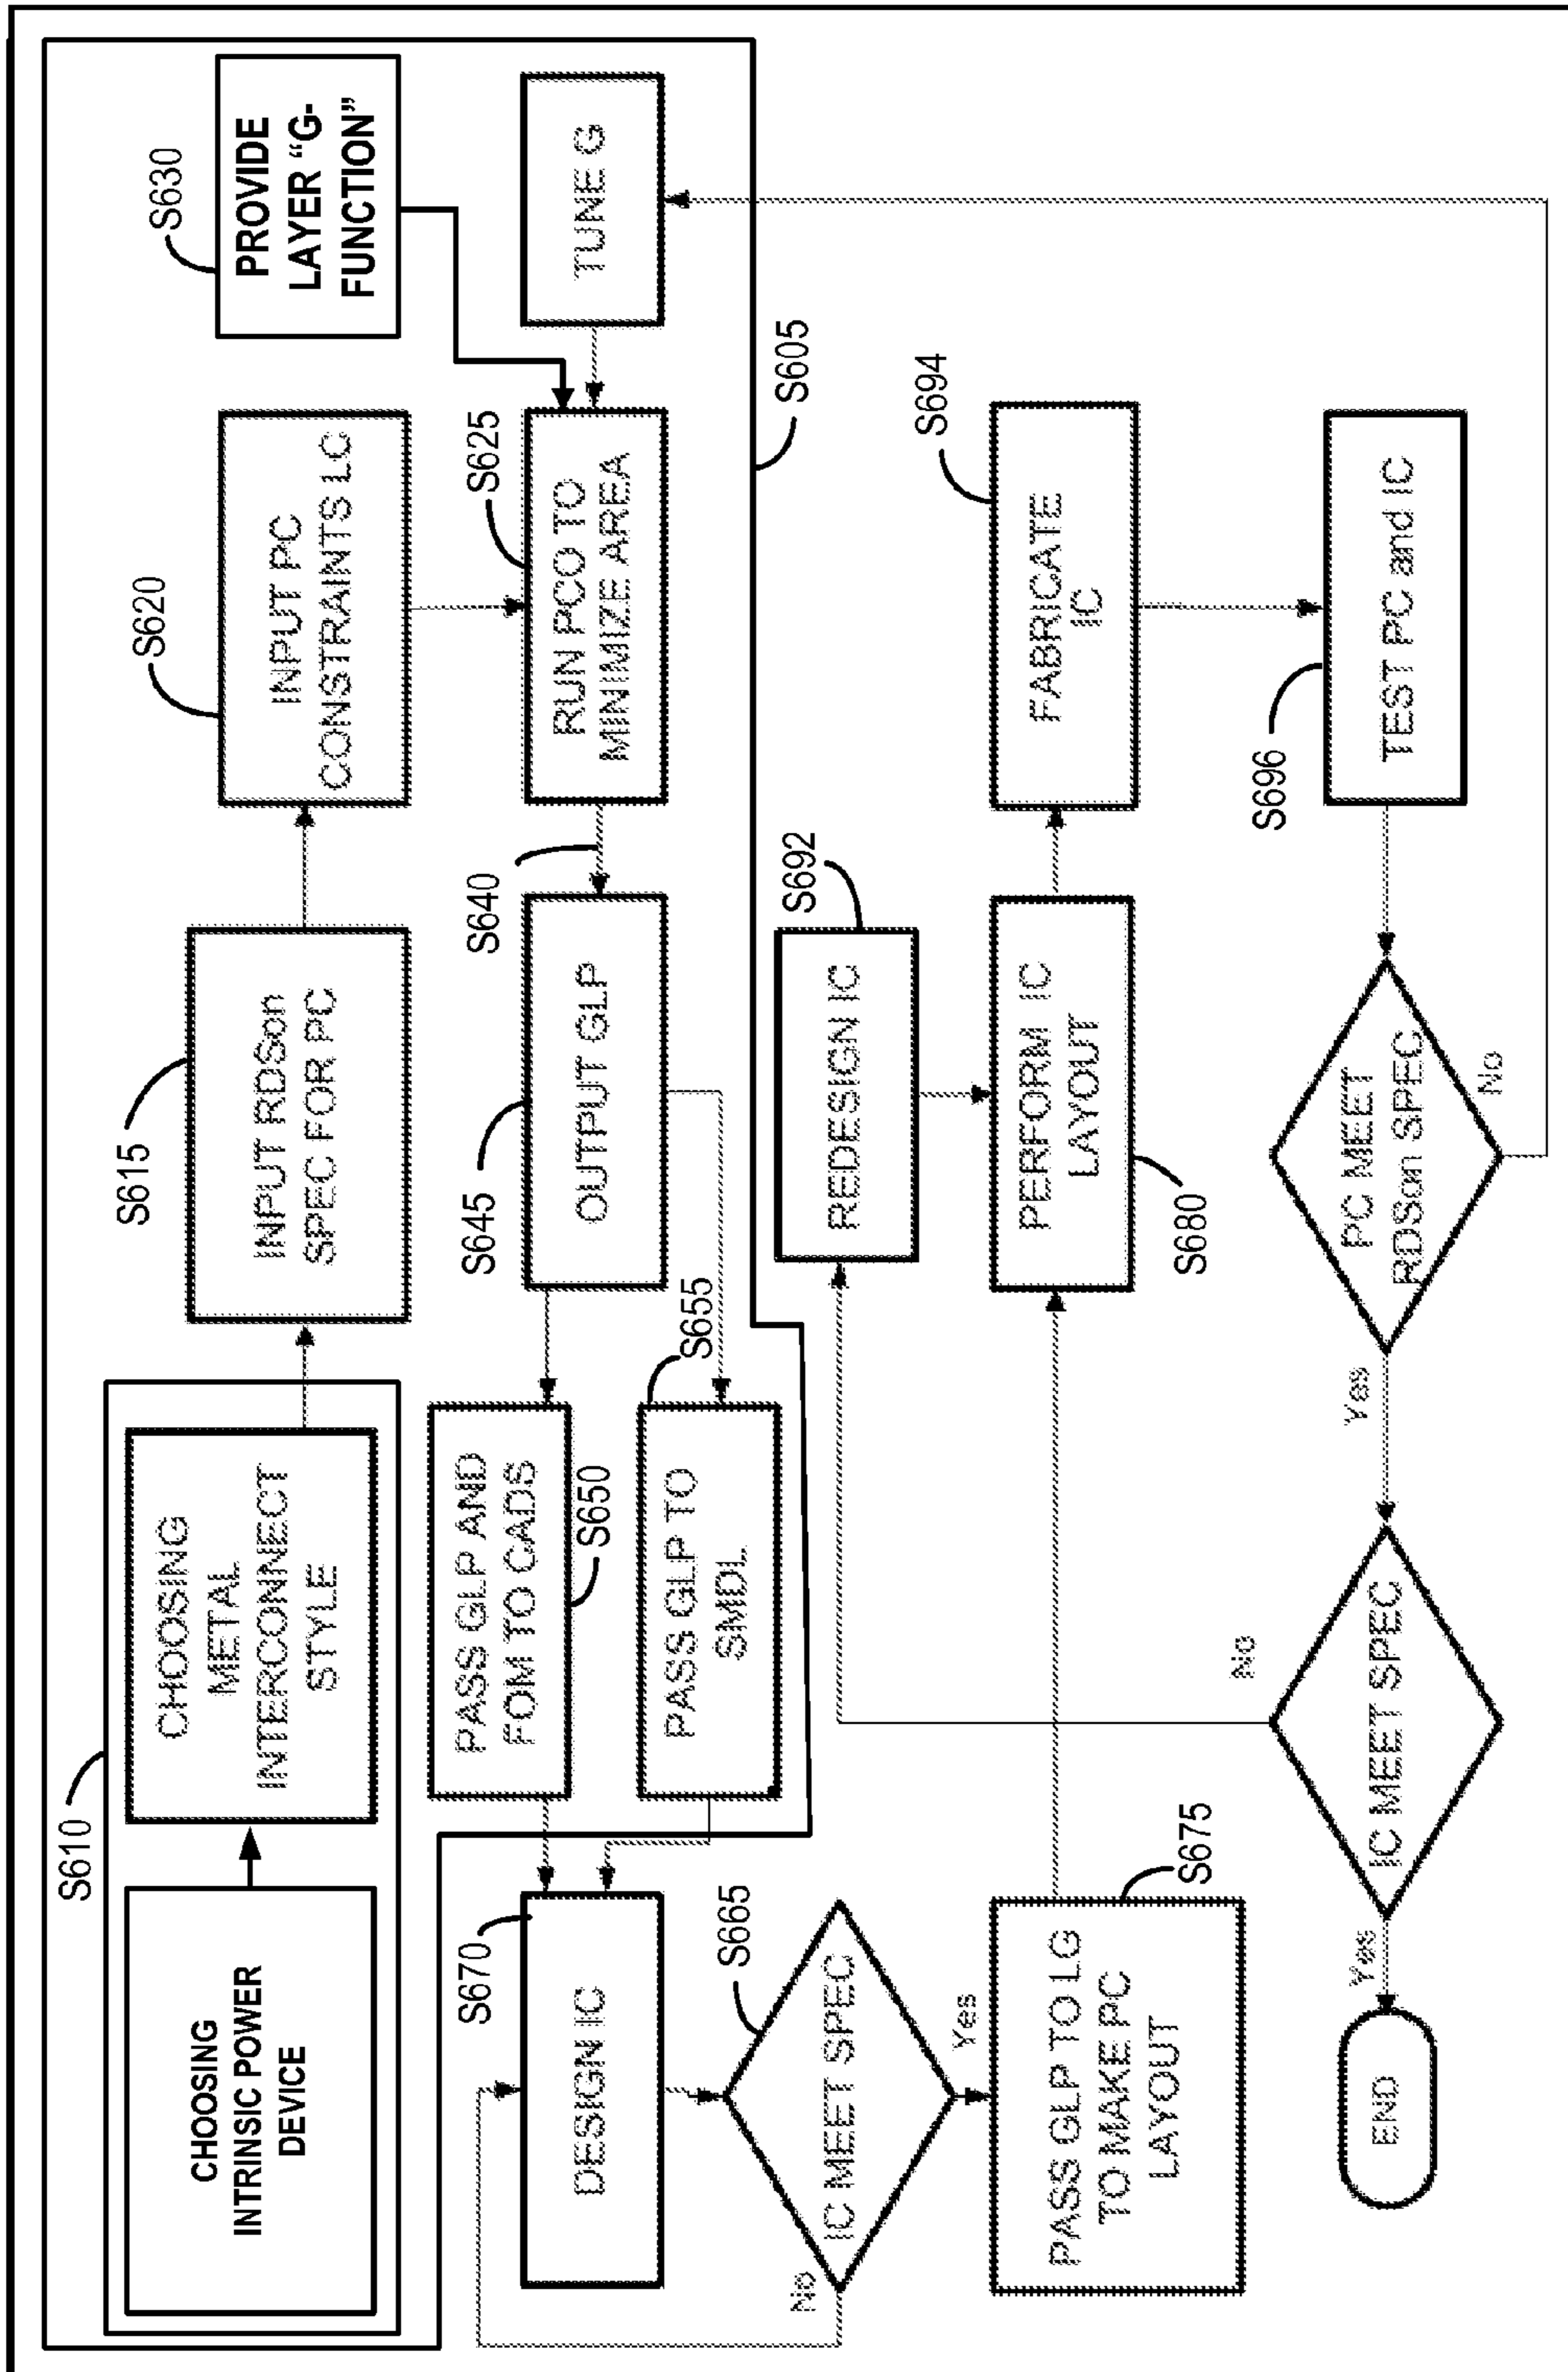 S610
CHOOSING
INTRINSIC POWER
DEVICE
CHOOSING
METAL
INTERCONNECT
STYLE
S615
INPUT RDSon
SPEC FOR PC
S620
INPUT PC
CONSTRAINTS LC
S630
PROVIDE
LAYER “G-
FUNCTION”
S625
RUN PCO TO
MINIMIZE AREA
TUNE G
S605
S640
S645
OUTPUT GLP
PASS GLP AND
FOM TO CADS
S650
S655
PASS GLP TO
SMDL
S670
DESIGN IC
S665
IC MEET SPEC
No
Yes
S675
PASS GLP TO LG
TO MAKE PC
LAYOUT
S692
REDESIGN IC
PERFORM IC
LAYOUT
S680
S694
FABRICATE
IC
S696
TEST PC and IC
PC MEET
RDSon SPEC
No
Yes
IC MEET SPEC
No
Yes
END